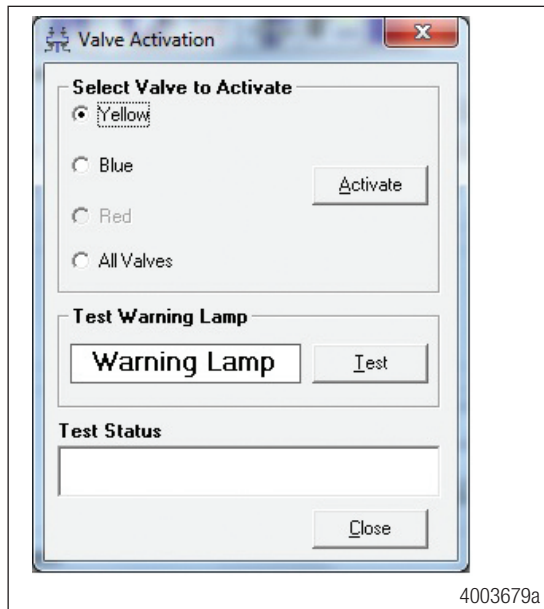 Valve Activation
Select Valve to Activate
Yellow
Blue
Activate
Red
All Valves
Test Warning Lamp
Warning Lamp
Test
Test Status
Close
4003679a